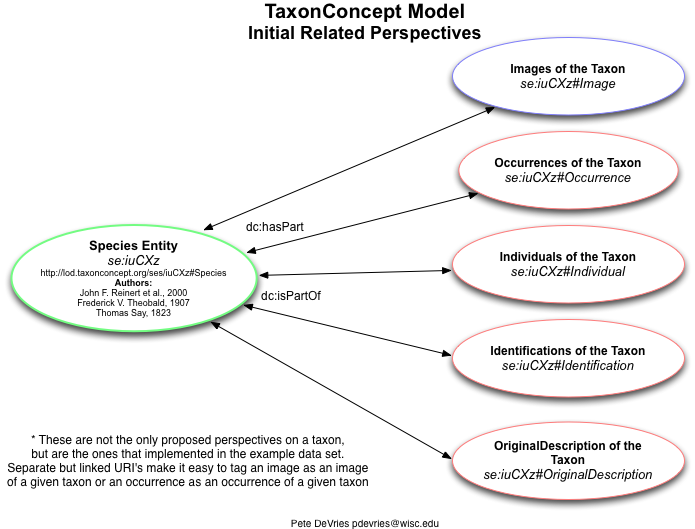 TaxonConcept Model
Initial Related Perspectives
Images of the Taxon
se:iuCXz#Image
Occurrences of the Taxon
se:iuCXz#Occurrence
dc:hasPart
Species Entity
se:iuCXz
http://lod.taxonconcept.org/ses/iuCXz#Species
Authors:
John F. Reinert et al., 2000
Frederick V. Theobald, 1907
Thomas Say, 1823
Individuals of the Taxon
se:iuCXz#Individual
dc:isPartOf
Identifications of the Taxon
se:iuCXz#Identification
OriginalDescription of the
Taxon
se:iuCXz#OriginalDescription
* These are not the only proposed perspectives on a taxon,
but are the ones that implemented in the example data set.
Separate but linked URI's make it easy to tag an image as an image
of a given taxon or an occurrence as an occurrence of a given taxon
Pete DeVries pdevries@wisc.edu